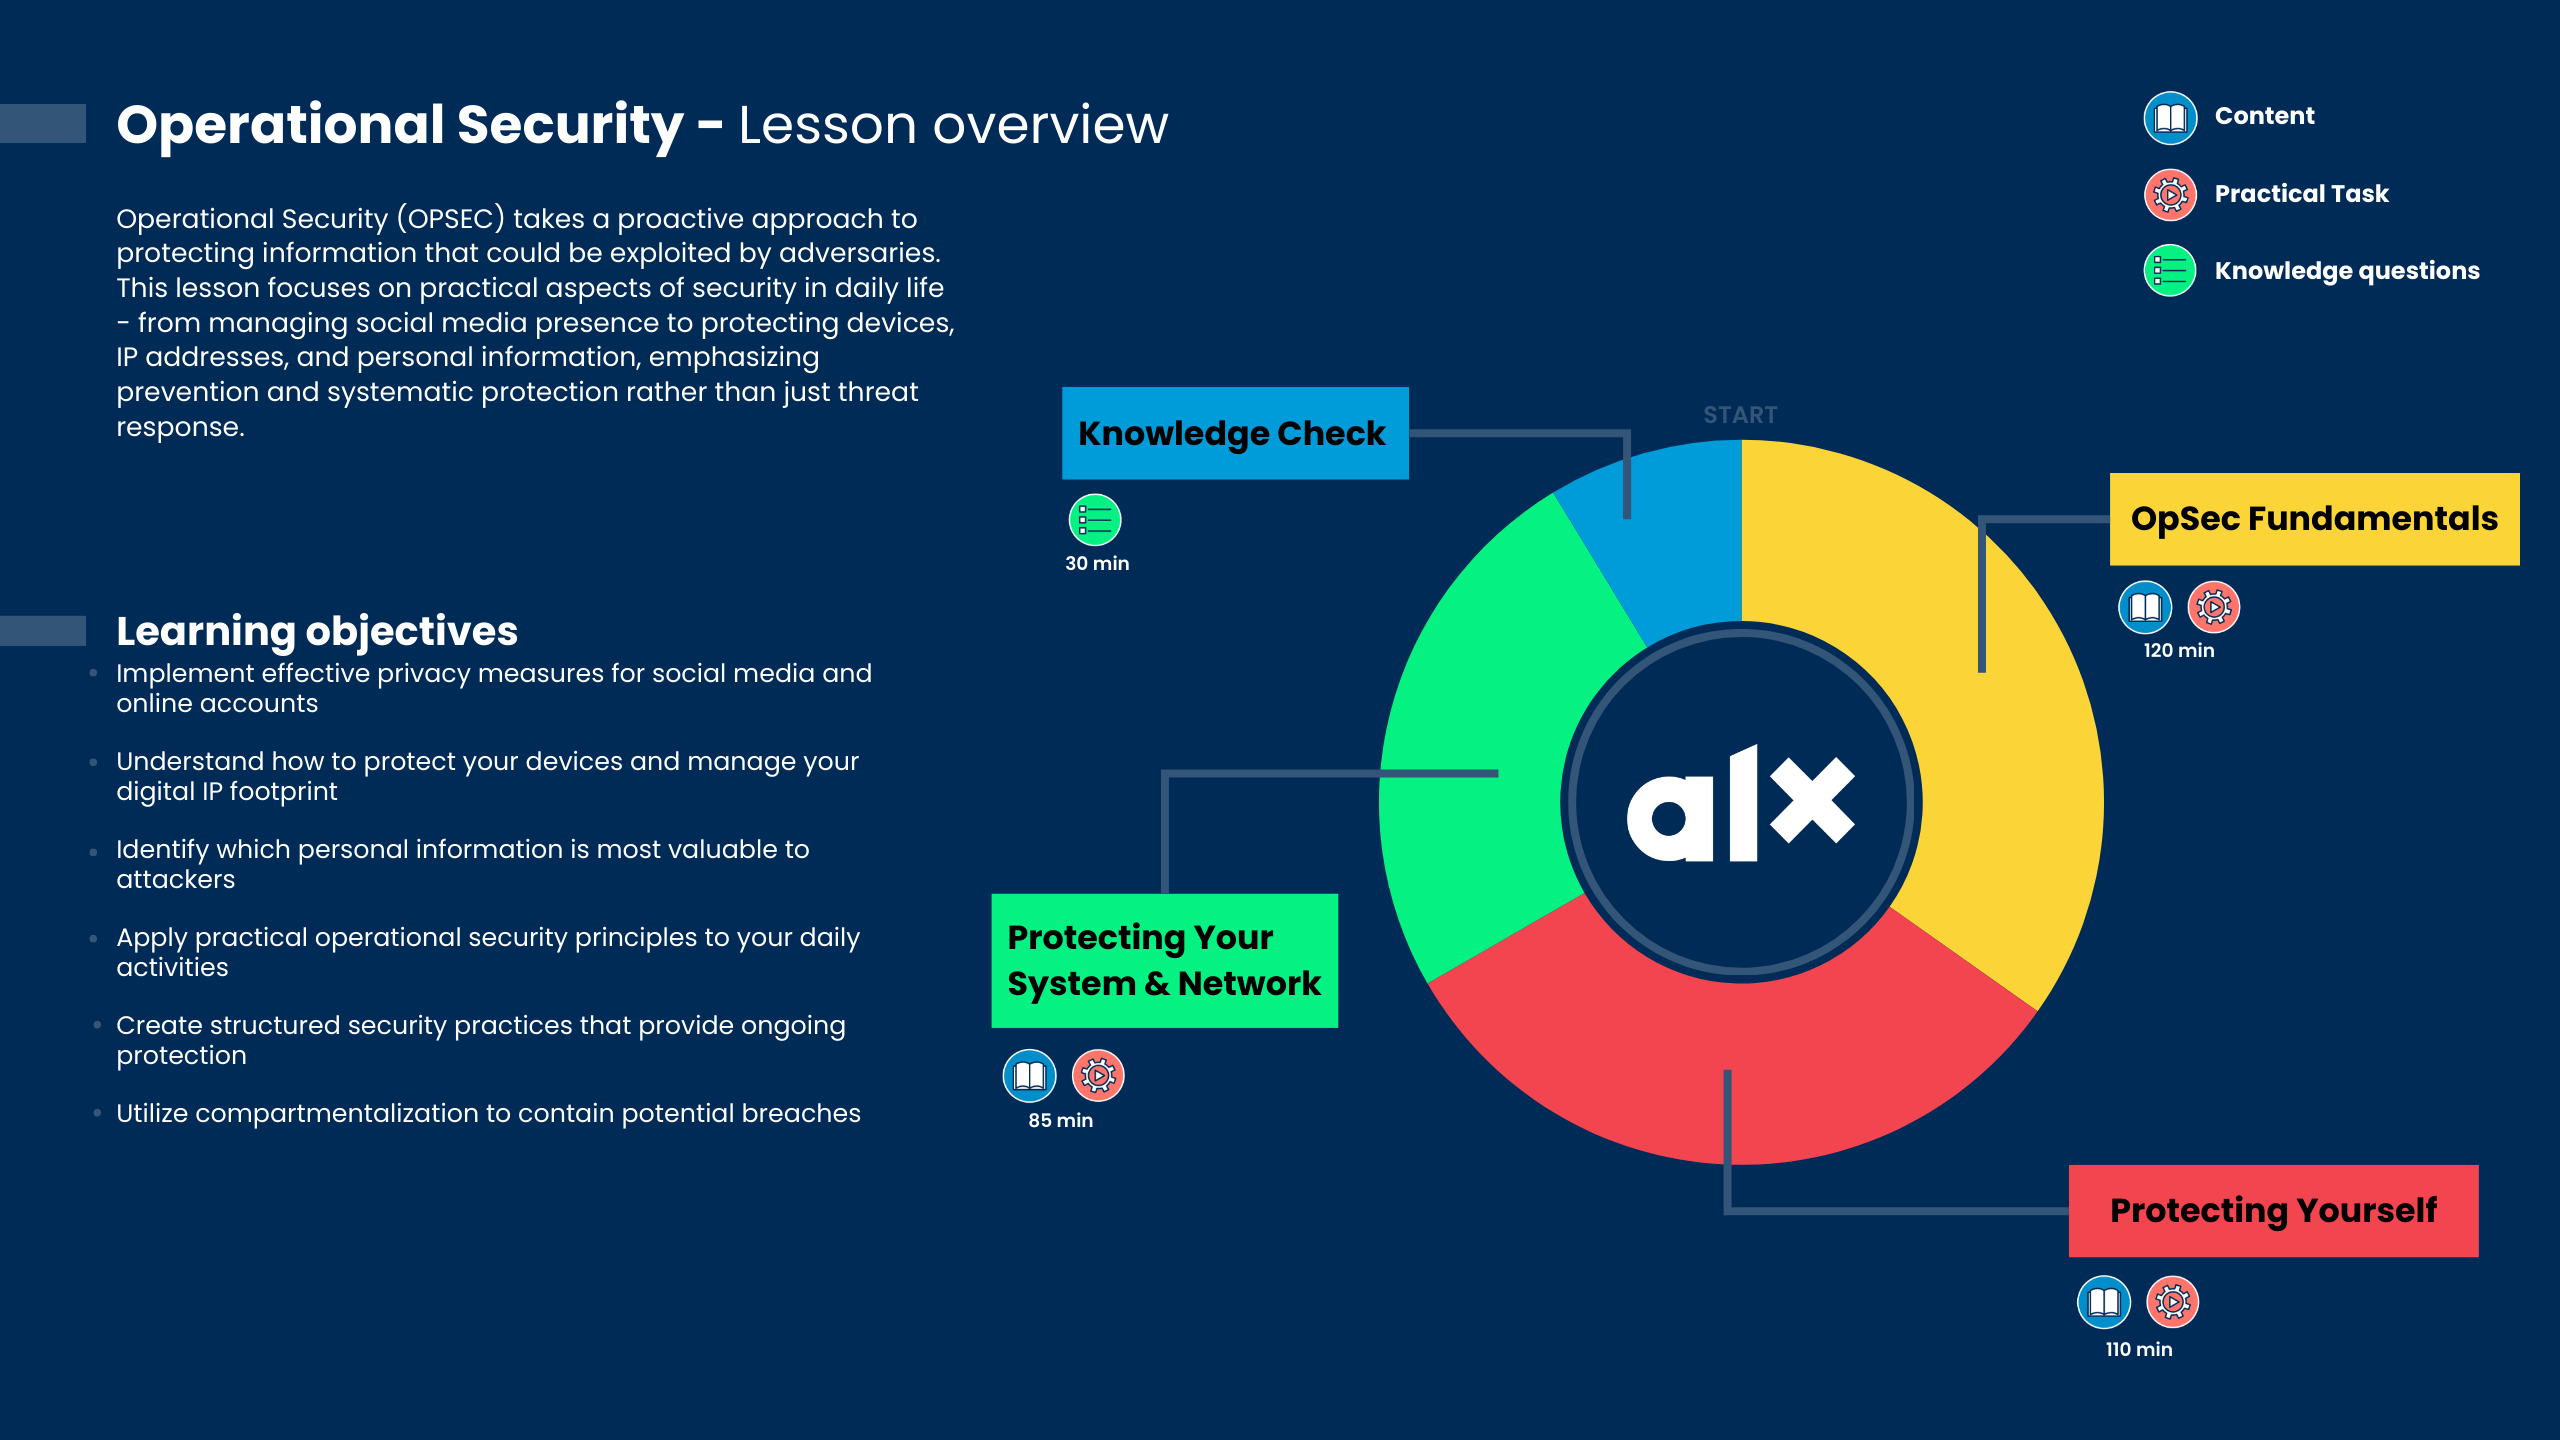 Operational Security - Lesson overview
Operational Security (OPSEC) takes a proactive approach to
protecting information that could be exploited by adversaries.
This lesson focuses on practical aspects of security in daily life
- from managing social media presence to protecting devices,
IP addresses, and personal information, emphasizing
prevention and systematic protection rather than just threat
response.
Learning objectives
Implement effective privacy measures for social media and
online accounts
Understand how to protect your devices and manage your
digital IP footprint
Identify which personal information is most valuable to
attackers
Apply practical operational security principles to your daily
activities
Create structured security practices that provide ongoing
protection
Utilize compartmentalization to contain potential breaches
Content
Practical Task
Knowledge questions
START
OpSec Fundamentals
120 min
Protecting Yourself
110 min
Protecting Your
System & Network
85 min
Knowledge Check
30 min
alx